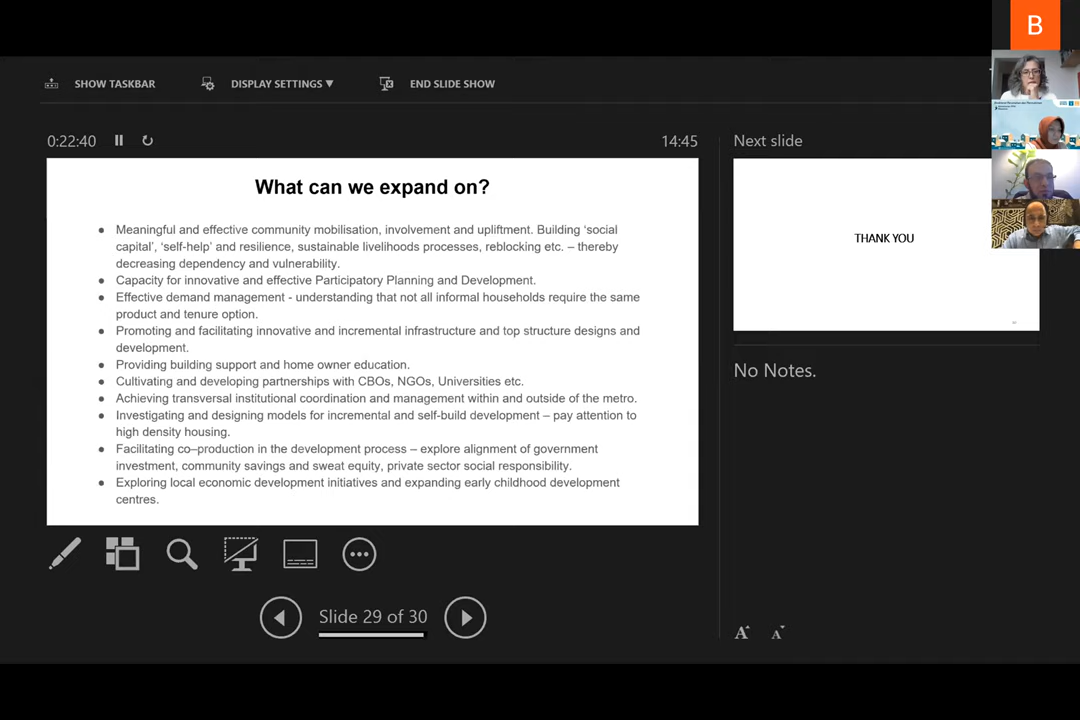 B
SHOW TASKBAR
DISPLAY SETTINGS ▼
END SLIDE SHOW
0:22:40
14:45
Next slide
What can we expand on?
● Meaningful and effective community mobilisation, involvement and upliftment. Building ‘social
capital’, ‘self-help’ and resilience, sustainable livelihoods processes, reblocking etc. – thereby
decreasing dependency and vulnerability.
● Capacity for innovative and effective Participatory Planning and Development.
● Effective demand management - understanding that not all informal households require the same
product and tenure option.
● Promoting and facilitating innovative and incremental infrastructure and top structure designs and
development.
● Providing building support and home owner education.
● Cultivating and developing partnerships with CBOs, NGOs, Universities etc.
● Achieving transversal institutional coordination and management within and outside of the metro.
● Investigating and designing models for incremental and self-build development – pay attention to
high density housing.
● Facilitating co–production in the development process – explore alignment of government
investment, community savings and sweat equity, private sector social responsibility.
● Exploring local economic development initiatives and expanding early childhood development
centres.
THANK YOU
No Notes.
Slide 29 of 30
A A